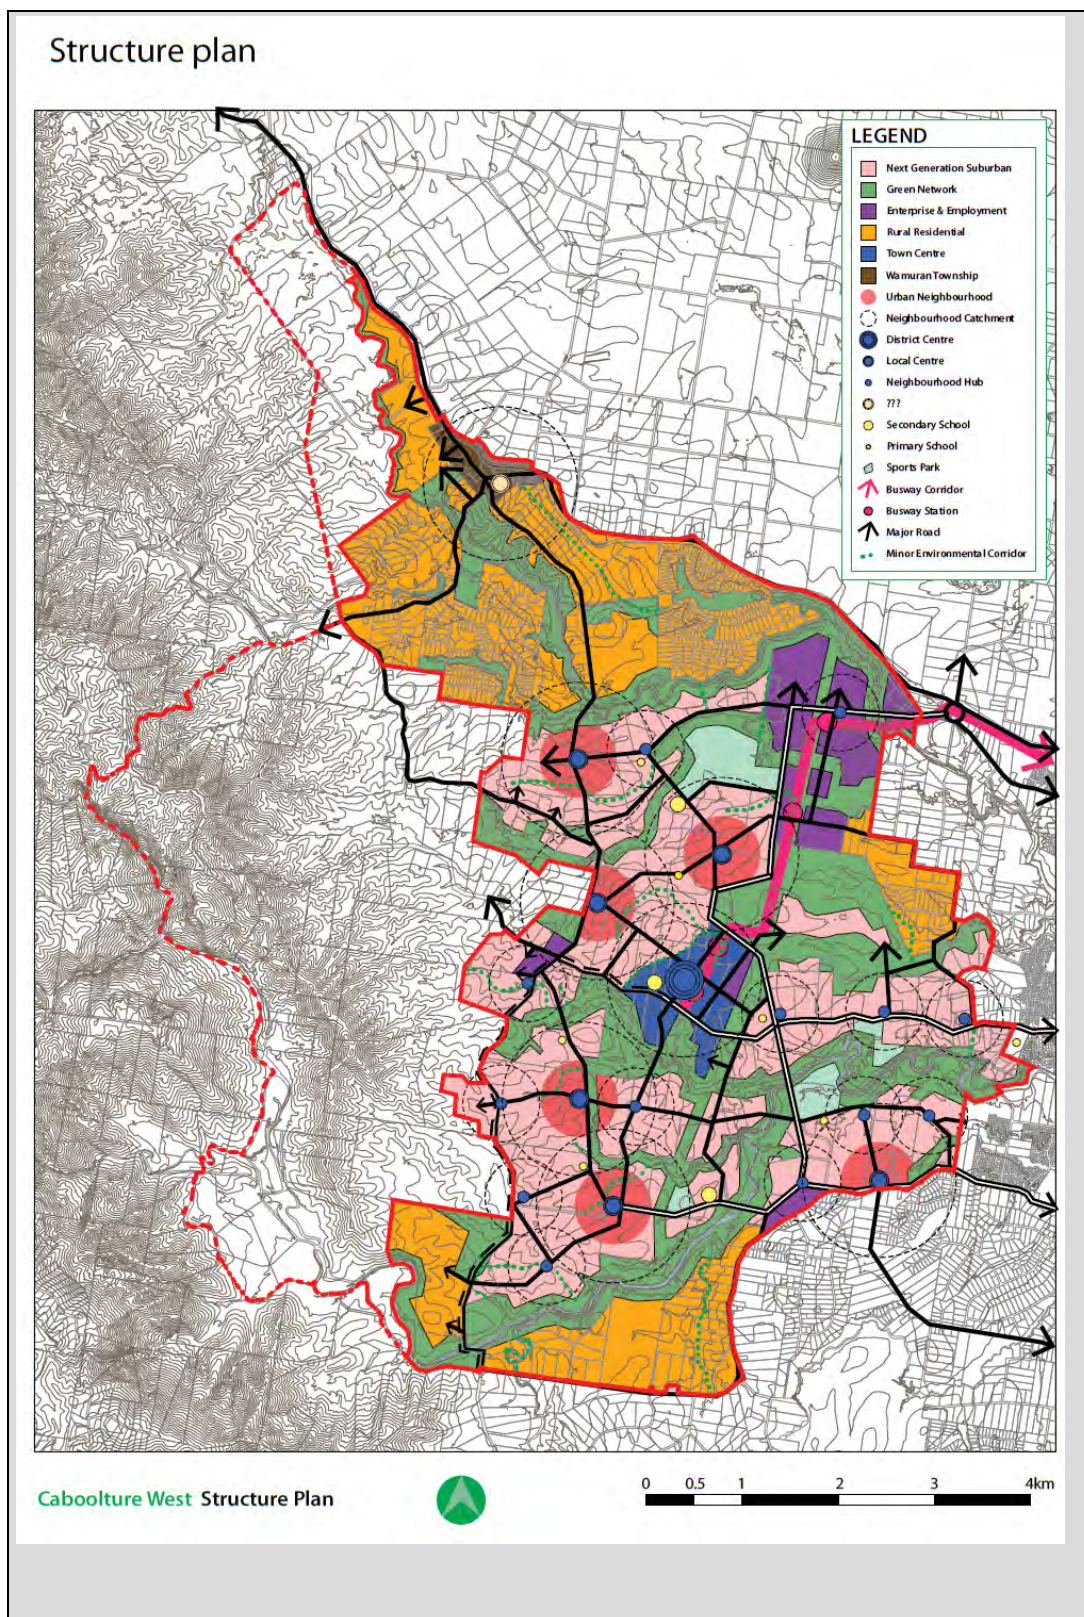 Structure plan
LEGEND
Next Generation Suburban
Green Network
Enterprise & Employment
Rural Residential
Town Centre
Wamuran Township
Urban Neighbourhood
Neighbourhood Catchment
District Centre
Local Centre
Neighbourhood Hub
???
Secondary School
Primary School
Sports Park
Busway Corridor
Busway Station
Major Road
Minor Environmental Corridor
Caboolture West Structure Plan
0 0.5 1 2 3 4km